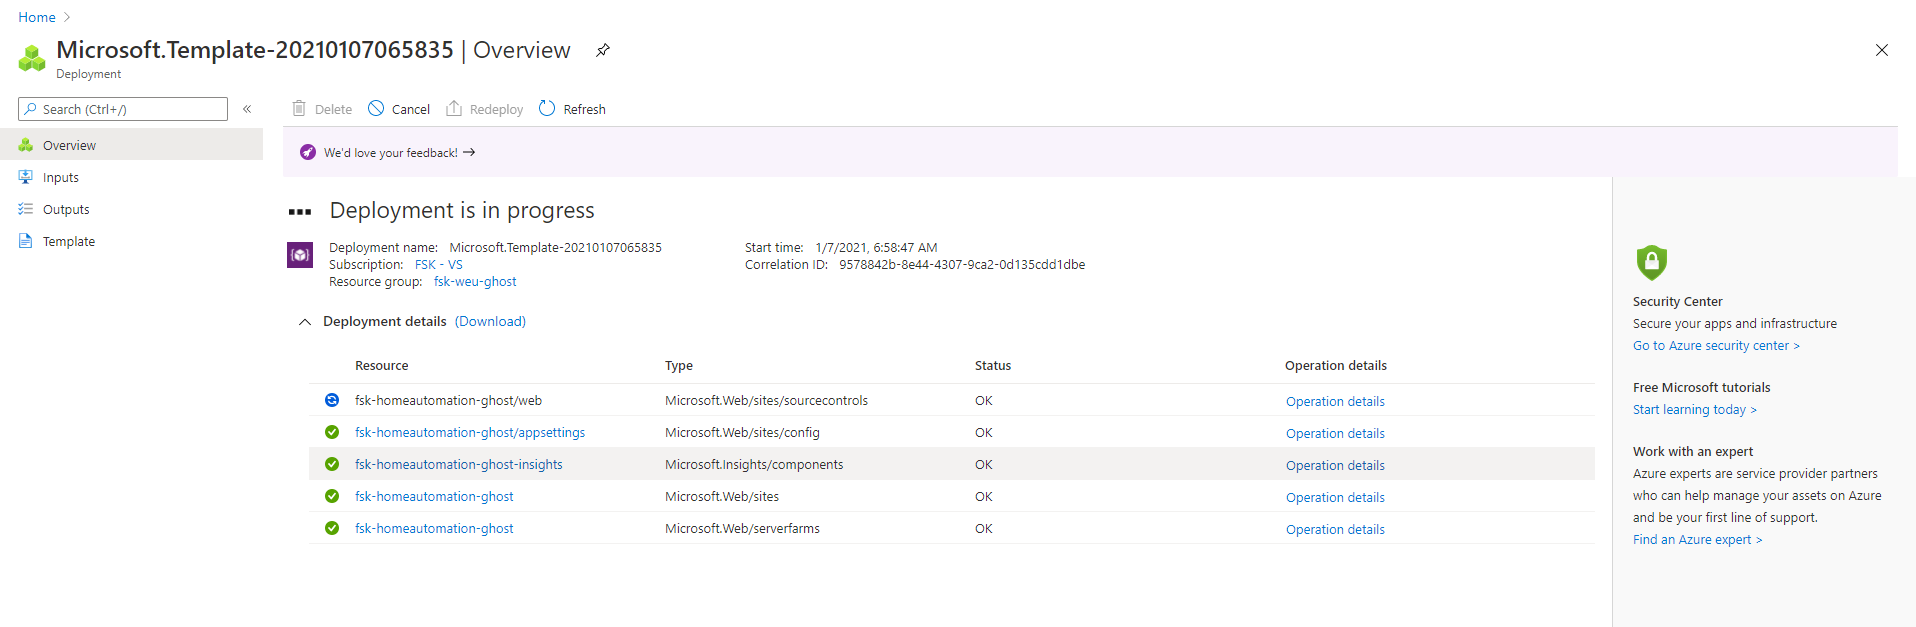 Home
Microsoft.Template-20210107065835 | Overview
Deployment
Search (Ctrl+/)
«
Overview
Inputs
Outputs
Template
Delete Cancel Redeploy Refresh
We'd love your feedback! →
Deployment is in progress
Deployment name: Microsoft.Template-20210107065835
Subscription: FSK - VS
Resource group: fsk-weu-ghost
Start time: 1/7/2021, 6:58:47 AM
Correlation ID: 9578842b-8e44-4307-9ca2-0d135cdd1dbe
Deployment details (Download)
Resource Type Status Operation details
fsk-homeautomation-ghost/web Microsoft.Web/sites/sourcecontrols OK Operation details
fsk-homeautomation-ghost/appsettings Microsoft.Web/sites/config OK Operation details
fsk-homeautomation-ghost-insights Microsoft.Insights/components OK Operation details
fsk-homeautomation-ghost Microsoft.Web/sites OK Operation details
fsk-homeautomation-ghost Microsoft.Web/serverfarms OK Operation details
Security Center
Secure your apps and infrastructure
Go to Azure security center >
Free Microsoft tutorials
Start learning today >
Work with an expert
Azure experts are service provider partners
who can help manage your assets on Azure
and be your first line of support.
Find an Azure expert >